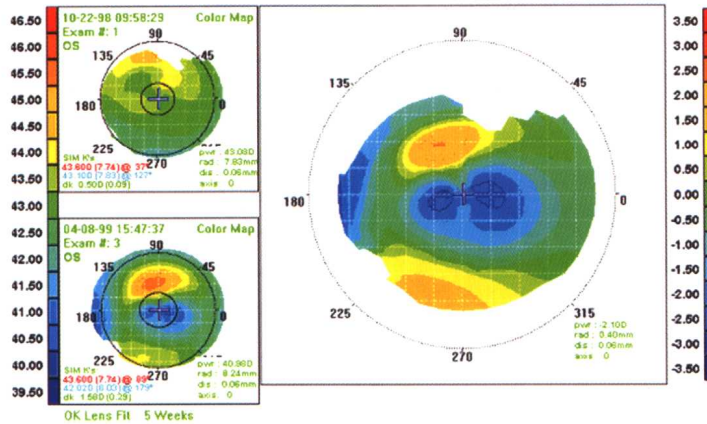 46.50
46.00
45.50
45.00
44.50
44.00
43.50
43.00
42.50
42.00
41.50
41.00
40.50
40.00
39.50
10-22-98 09:58:29 Color Map
Exam #: 1
OS
90
135
45
180
0
225
270
SIM K's
43.600 (7.74) @ 37°
43.100 (7.83) @ 127°
dk 0.50D (0.09)
pwr : 43.08D
rad : 7.83mm
dis : 0.06mm
axis : 0
04-08-99 15:47:37 Color Map
Exam #: 3
OS
90
135
45
180
0
225
270
SIM K's
43.600 (7.74) @ 89°
42.020 (8.03) @ 179°
dk 1.58D (0.29)
pwr : 40.96D
rad : 8.24mm
dis : 0.06mm
axis : 0
OK Lens Fit 5 Weeks
90
135
45
180
0
225
315
270
pwr : -2.10D
rad : 0.40mm
dis : 0.06mm
axis : 0
3.50
3.00
2.50
2.00
1.50
1.00
0.50
0.00
-0.50
-1.00
-1.50
-2.00
-2.50
-3.00
-3.50